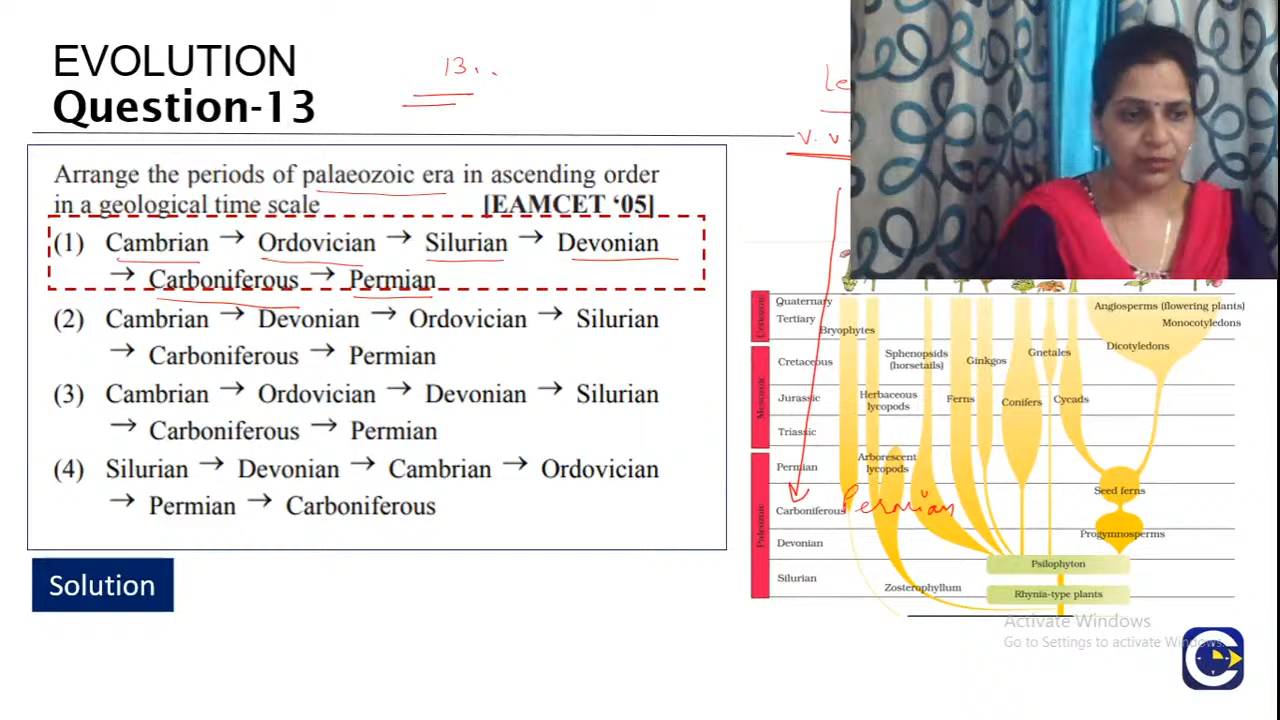 EVOLUTION
Question-13
13..
Le
v. v.
Arrange the periods of palaeozoic era in ascending order
in a geological time scale [EAMCET ‘05]
(1) Cambrian → Ordovician → Silurian → Devonian
→ Carboniferous → Permian
(2) Cambrian → Devonian → Ordovician → Silurian
→ Carboniferous → Permian
(3) Cambrian → Ordovician → Devonian → Silurian
→ Carboniferous → Permian
(4) Silurian → Devonian → Cambrian → Ordovician
→ Permian → Carboniferous
Solution
Quaternary
Tertiary
Cretaceous
Jurassic
Triassic
Permian
Carboniferous
Devonian
Silurian
Cenozoic
Mesozoic
Paleozoic
Bryophytes
Angiosperms (flowering plants)
Monocotyledons
Dicotyledons
Sphenopsids
(horsetails)
Ginkgos
Gnetales
Herbaceous
lycopods
Ferns
Conifers
Cycads
Arborescent
lycopods
Permian
Seed ferns
Progymnosperms
Psilophyton
Zosterophyllum
Rhynia-type plants
Activate Windows
Go to Settings to activate Windows.